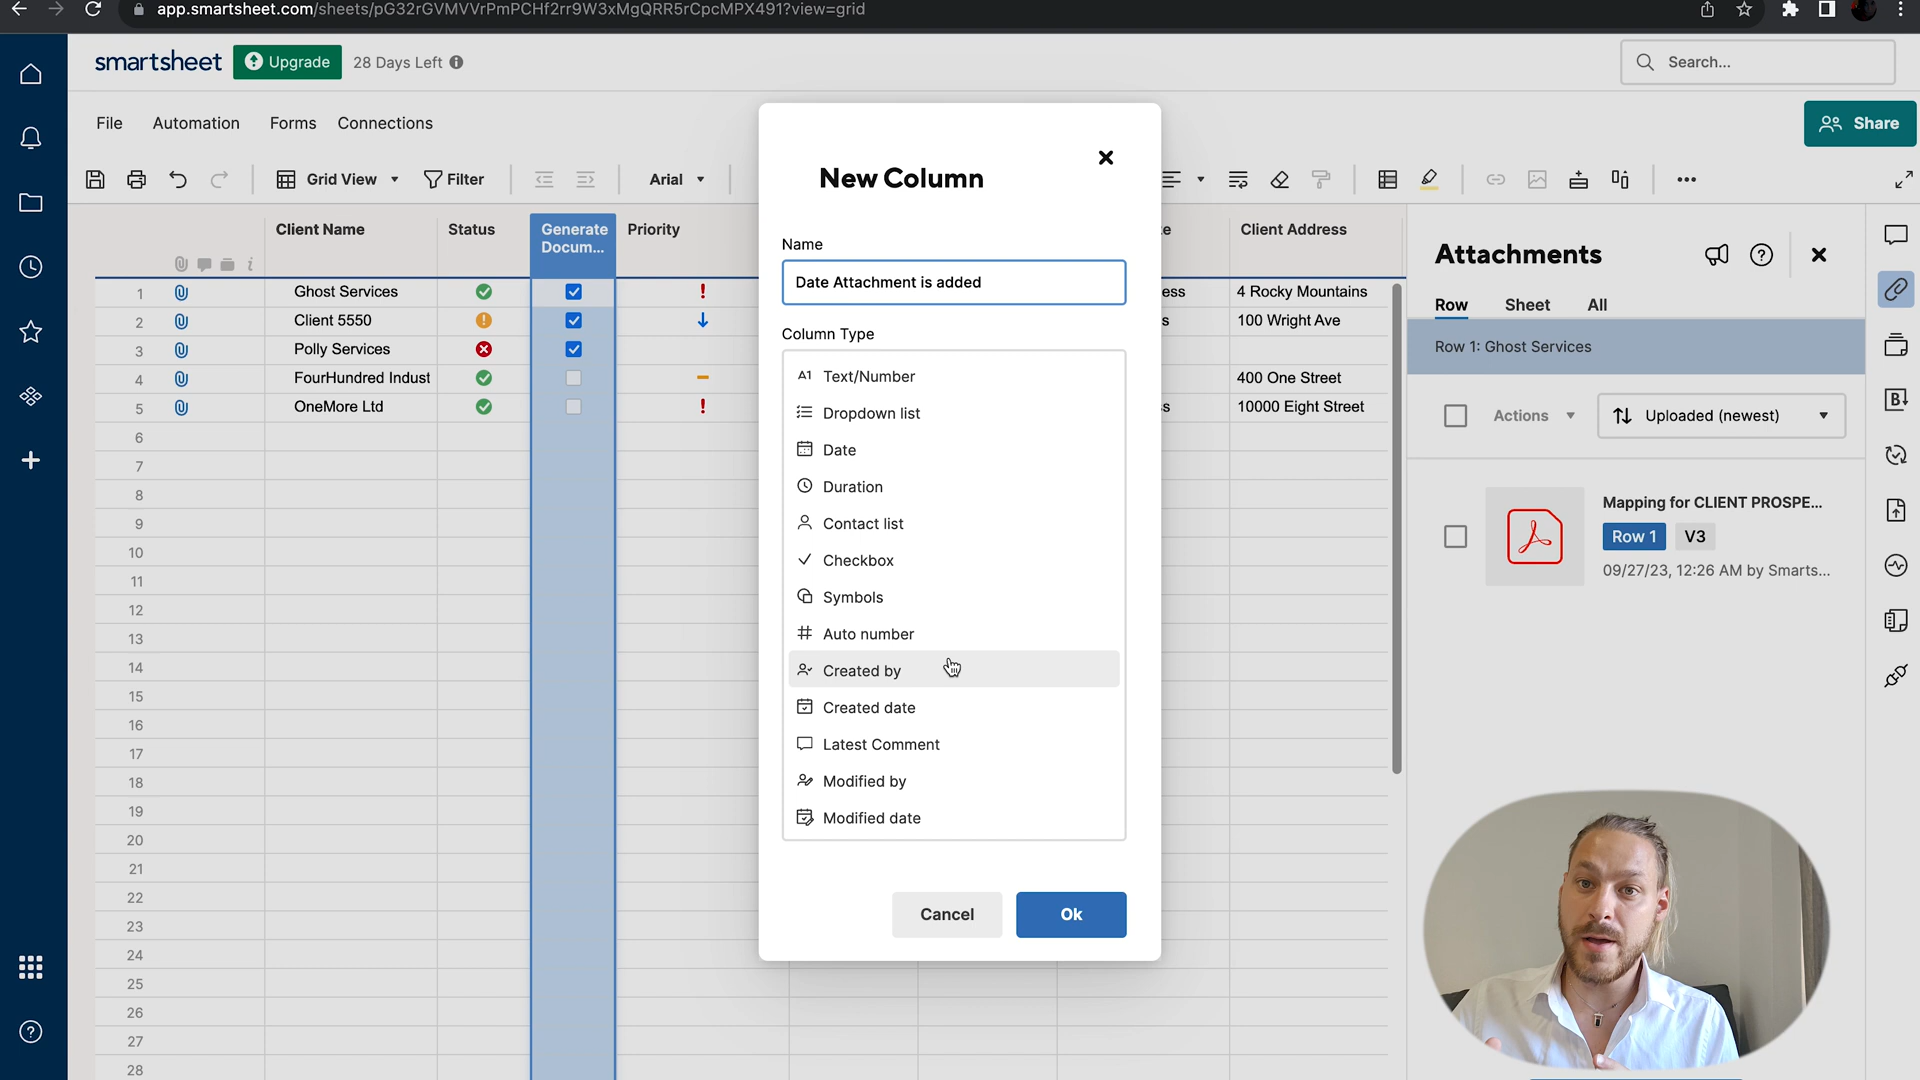 app.smartsheet.com/sheets/pG32rGVMVVrPmPCHf2rr9W3xMgQRR5rCpcMPX491?view=grid
smartsheet Upgrade 28 Days Left
Search...
File Automation Forms Connections
Share
Grid View Filter Arial
Client Name Status Generate Docum... Priority Client Address
1 Ghost Services 4 Rocky Mountains
2 Client 5550 100 Wright Ave
3 Polly Services
4 FourHundred Indust 400 One Street
5 OneMore Ltd 10000 Eight Street
6
7
8
9
10
11
12
13
14
15
16
17
18
19
20
21
22
23
24
25
26
27
28
New Column
Name
Date Attachment is added
Column Type
Text/Number
Dropdown list
Date
Duration
Contact list
Checkbox
Symbols
Auto number
Created by
Created date
Latest Comment
Modified by
Modified date
Cancel Ok
Attachments
Row Sheet All
Row 1: Ghost Services
Actions Uploaded (newest)
Mapping for CLIENT PROSPE...
Row 1 V3
09/27/23, 12:26 AM by Smarts...